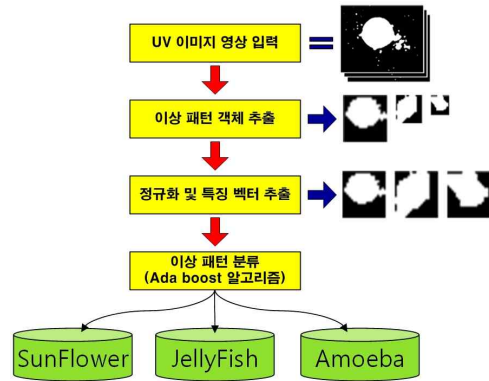 UV 이미지 영상 입력
이상 패턴 객체 추출
정규화 및 특징 벡터 추출
이상 패턴 분류
(Ada boost 알고리즘)
SunFlower
JellyFish
Amoeba